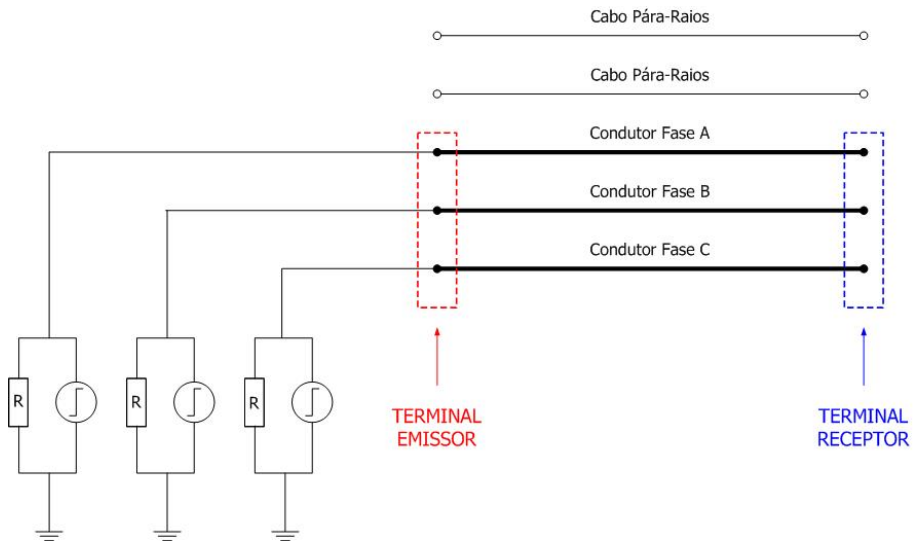 Cabo Pára-Raios
Cabo Pára-Raios
Condutor Fase A
Condutor Fase B
Condutor Fase C
R
R
R
TERMINAL
EMISSOR
TERMINAL
RECEPTOR